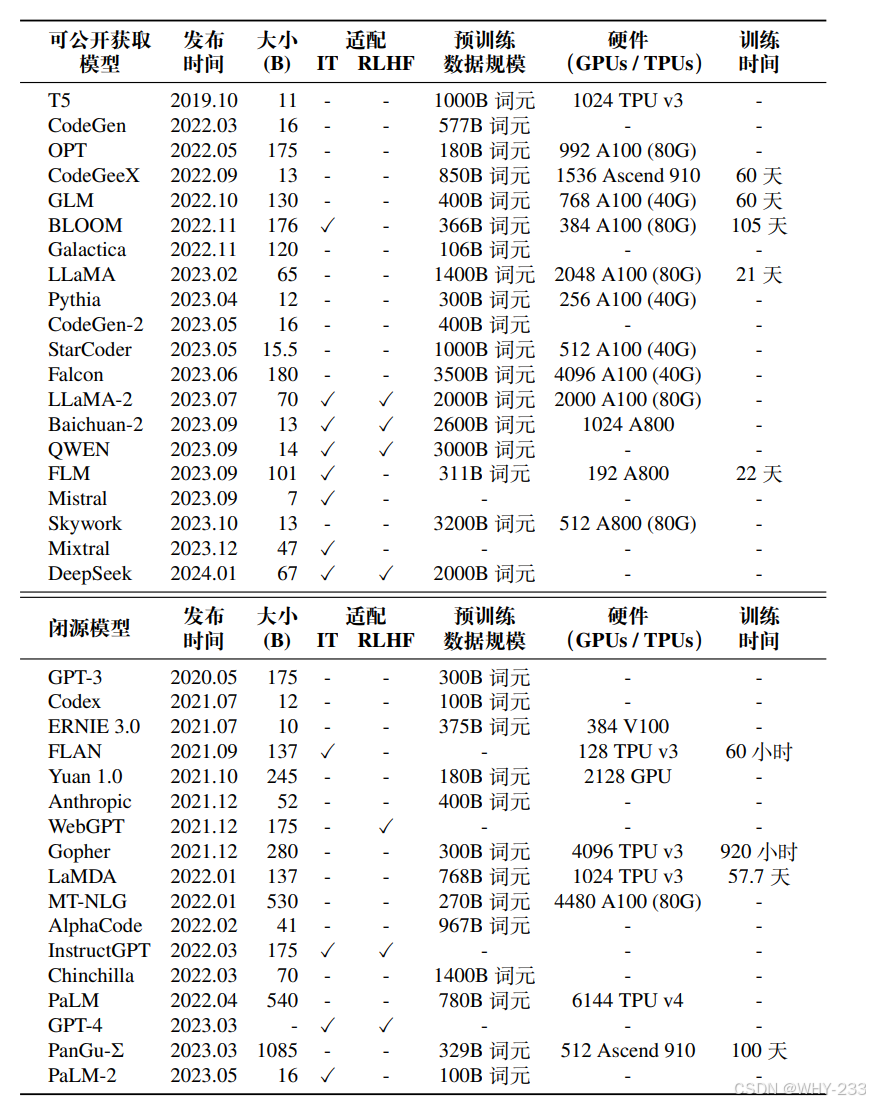 可公开获取 发布 大小 适配 预训练 硬件 训练
模型 时间 (B) IT RLHF 数据规模 (GPUs / TPUs) 时间
T5 2019.10 11 - - 1000B 词元 1024 TPU v3 -
CodeGen 2022.03 16 - - 577B 词元 - -
OPT 2022.05 175 - - 180B 词元 992 A100 (80G) -
CodeGeeX 2022.09 13 - - 850B 词元 1536 Ascend 910 60 天
GLM 2022.10 130 - - 400B 词元 768 A100 (40G) 60 天
BLOOM 2022.11 176 ✓ - 366B 词元 384 A100 (80G) 105 天
Galactica 2022.11 120 - - 106B 词元 - -
LLaMA 2023.02 65 - - 1400B 词元 2048 A100 (80G) 21 天
Pythia 2023.04 12 - - 300B 词元 256 A100 (40G) -
CodeGen-2 2023.05 16 - - 400B 词元 - -
StarCoder 2023.05 15.5 - - 1000B 词元 512 A100 (40G) -
Falcon 2023.06 180 - - 3500B 词元 4096 A100 (40G) -
LLaMA-2 2023.07 70 ✓ ✓ 2000B 词元 2000 A100 (80G) -
Baichuan-2 2023.09 13 ✓ ✓ 2600B 词元 1024 A800 -
QWEN 2023.09 14 ✓ ✓ 3000B 词元 - -
FLM 2023.09 101 ✓ - 311B 词元 192 A800 22 天
Mistral 2023.09 7 ✓ - - - -
Skywork 2023.10 13 - - 3200B 词元 512 A800 (80G) -
Mixtral 2023.12 47 ✓ - - - -
DeepSeek 2024.01 67 ✓ ✓ 2000B 词元 - -
闭源模型 发布 大小 适配 预训练 硬件 训练
时间 (B) IT RLHF 数据规模 (GPUs / TPUs) 时间
GPT-3 2020.05 175 - - 300B 词元 - -
Codex 2021.07 12 - - 100B 词元 - -
ERNIE 3.0 2021.07 10 - - 375B 词元 384 V100 -
FLAN 2021.09 137 ✓ - - 128 TPU v3 60 小时
Yuan 1.0 2021.10 245 - - 180B 词元 2128 GPU -
Anthropic 2021.12 52 - - 400B 词元 - -
WebGPT 2021.12 175 - ✓ - - -
Gopher 2021.12 280 - - 300B 词元 4096 TPU v3 920 小时
LaMDA 2022.01 137 - - 768B 词元 1024 TPU v3 57.7 天
MT-NLG 2022.01 530 - - 270B 词元 4480 A100 (80G) -
AlphaCode 2022.02 41 - - 967B 词元 - -
InstructGPT 2022.03 175 ✓ ✓ - - -
Chinchilla 2022.03 70 - - 1400B 词元 - -
PaLM 2022.04 540 - - 780B 词元 6144 TPU v4 -
GPT-4 2023.03 - ✓ ✓ - - -
PanGu-Σ 2023.03 1085 - - 329B 词元 512 Ascend 910 100 天
PaLM-2 2023.05 16 ✓ - 100B 词元 - -
CSDN @WHY-233